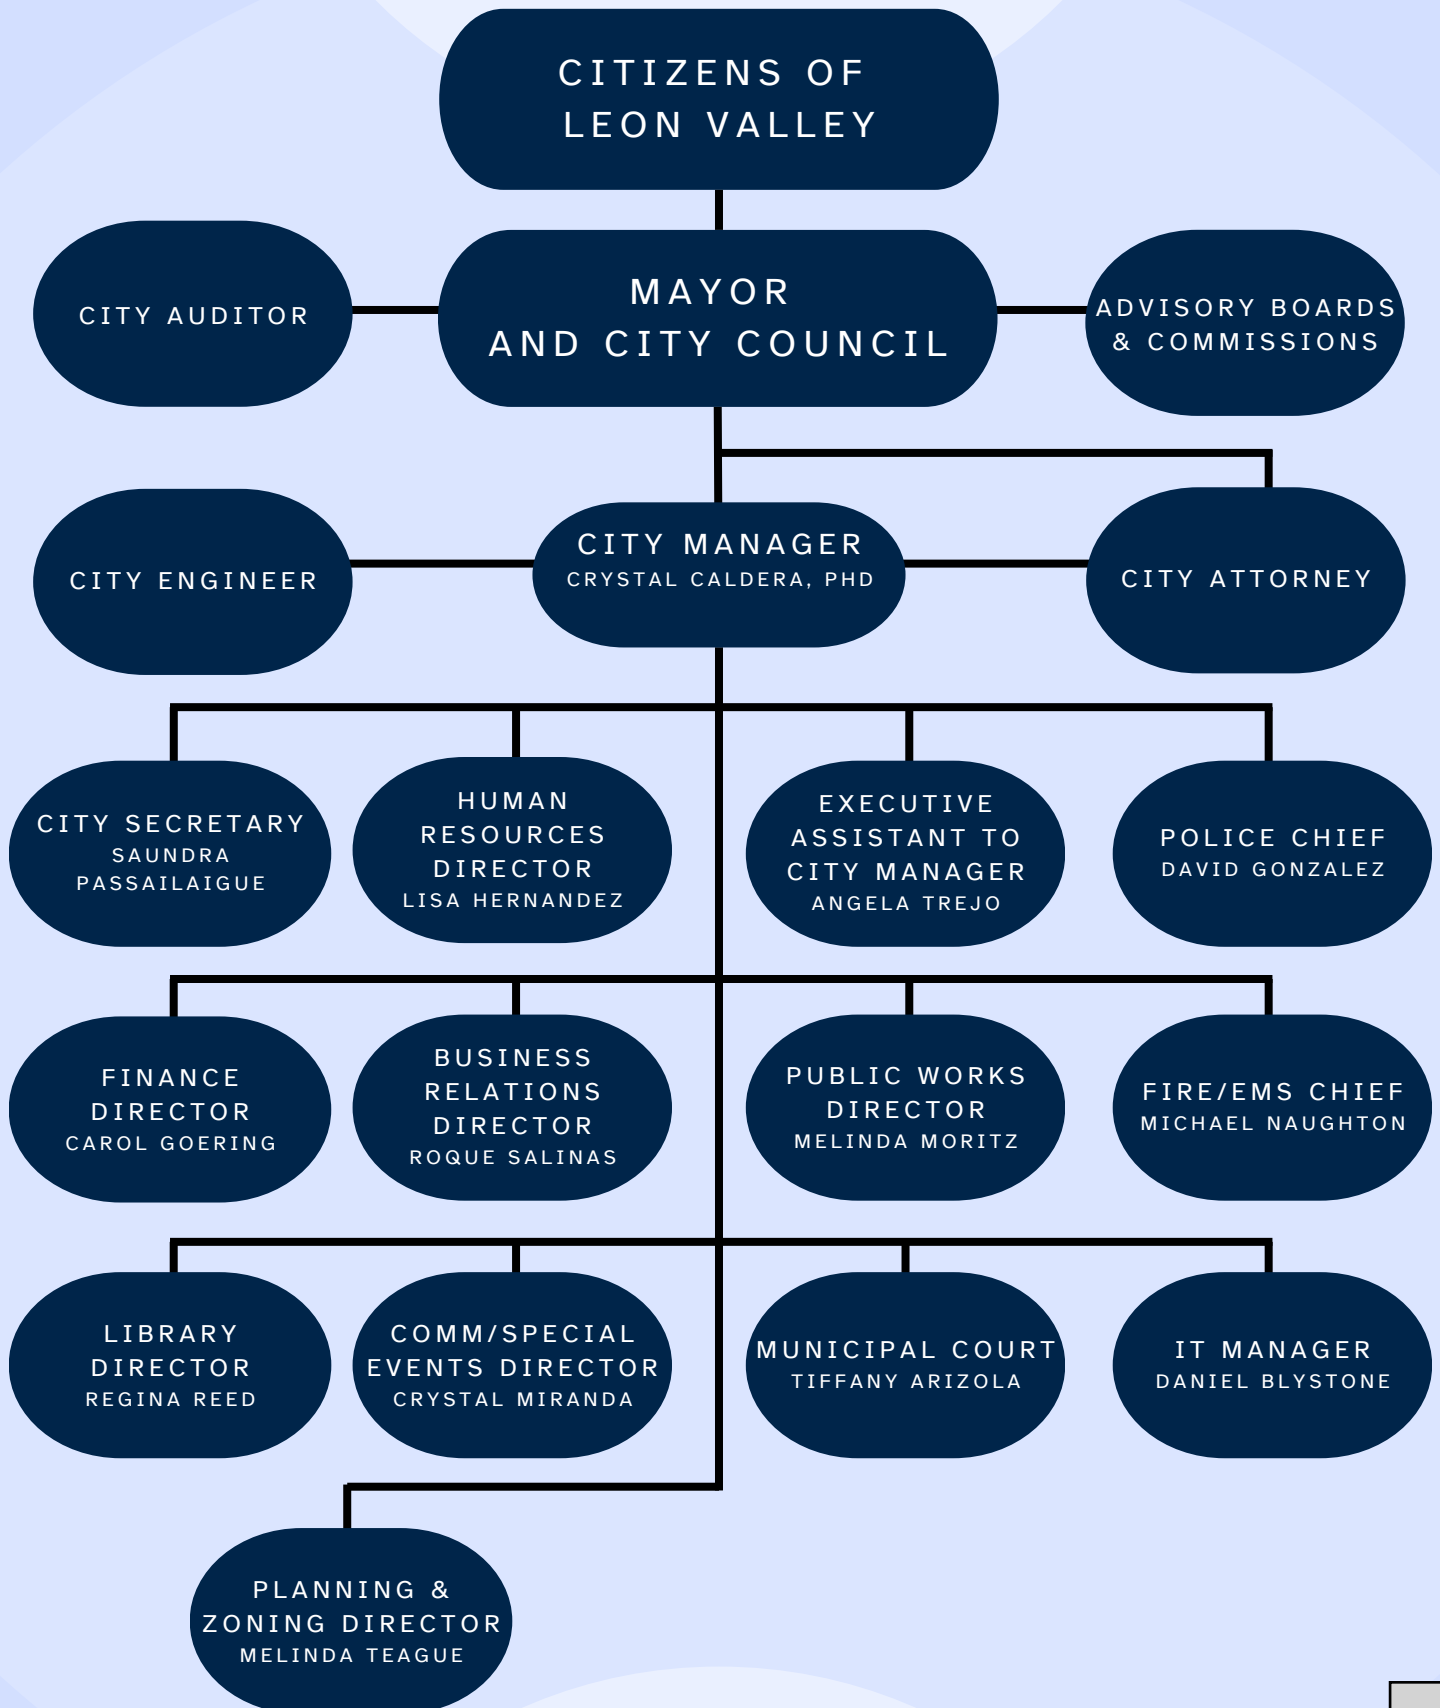 CITIZENS OF
LEON VALLEY
CITY AUDITOR
MAYOR
AND CITY COUNCIL
ADVISORY BOARDS
& COMMISSIONS
CITY ENGINEER
CITY MANAGER
CRYSTAL CALDERA, PHD
CITY ATTORNEY
CITY SECRETARY
SAUNDRA
PASSAILAIGUE
HUMAN
RESOURCES
DIRECTOR
LISA HERNANDEZ
EXECUTIVE
ASSISTANT TO
CITY MANAGER
ANGELA TREJO
POLICE CHIEF
DAVID GONZALEZ
FINANCE
DIRECTOR
CAROL GOERING
BUSINESS
RELATIONS
DIRECTOR
ROQUE SALINAS
PUBLIC WORKS
DIRECTOR
MELINDA MORITZ
FIRE/EMS CHIEF
MICHAEL NAUGHTON
LIBRARY
DIRECTOR
REGINA REED
COMM/SPECIAL
EVENTS DIRECTOR
CRYSTAL MIRANDA
MUNICIPAL COURT
TIFFANY ARIZOLA
IT MANAGER
DANIEL BLYSTONE
PLANNING &
ZONING DIRECTOR
MELINDA TEAGUE